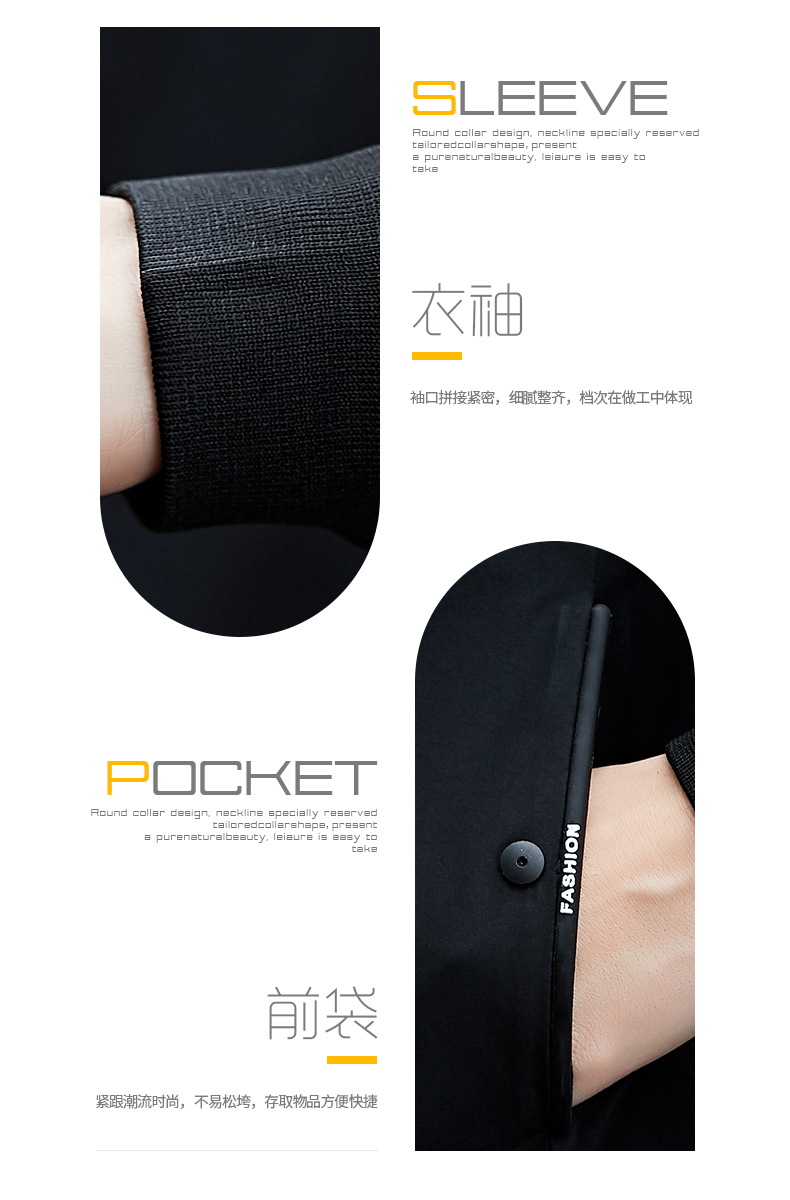 SLEEVE
Round collar design, neckline specially reserved
tailoredcollarshape, present
a purenaturalbeauty, leiaure is easy to
take
衣袖
袖口拼接紧密，细腻整齐，档次在做工中体现
FASHION
POCKET
Round collar design, neckline specially reserved
tailoredcollarshape, present
a purenaturalbeauty, leiaure is easy to
take
前袋
紧跟潮流时尚，不易松垮，存取物品方便快捷